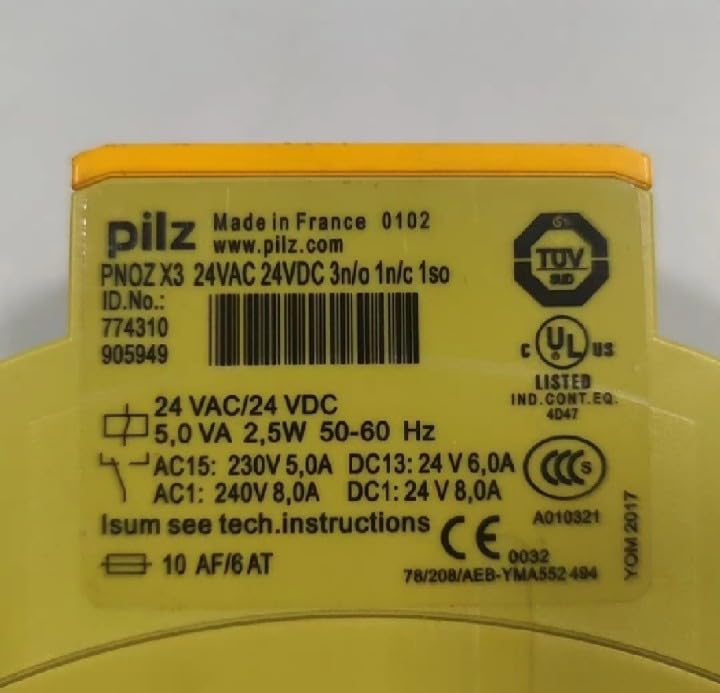 pilz Made in France 0102
www.pilz.com
PNOZ X3 24VAC 24VDC 3n/o 1n/c 1so
ID.No.:
774310
905949
TÜV
SÜD
C UL US
LISTED
IND.CONT.EQ.
4D47
24 VAC/24 VDC
5,0 VA 2,5W 50-60 Hz
AC15: 230V 5,0A DC13: 24 V 6,0A
AC1: 240V 8,0A DC1: 24 V 8,0A
Isum see tech.instructions
10 AF/6 AT
CCC S
A010321
CE 0032
78/208/AEB-YMA552 494
YOM 2017